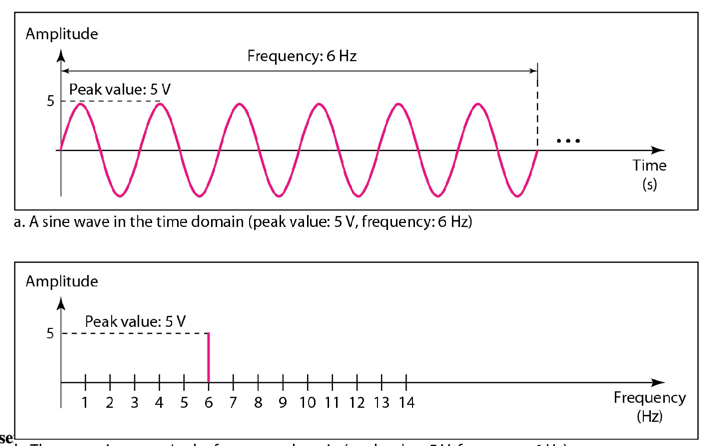 Amplitude
Frequency: 6 Hz
Peak value: 5 V
5
...
Time
(s)
a. A sine wave in the time domain (peak value: 5 V, frequency: 6 Hz)
Amplitude
Peak value: 5 V
5
1 2 3 4 5 6 7 8 9 10 11 12 13 14
Frequency
(Hz)